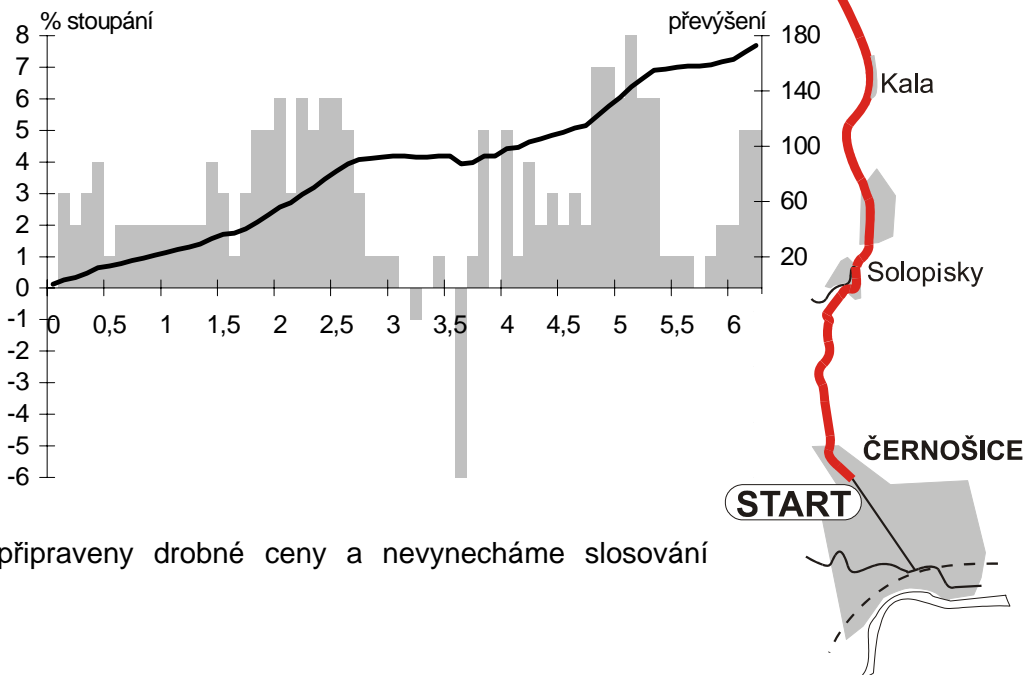 % stoupání
převýšení
8
7
6
5
4
3
2
1
0
-1
-2
-3
-4
-5
-6
180
140
100
60
20
0 0,5 1 1,5 2 2,5 3 3,5 4 4,5 5 5,5 6
Kala
Solopisky
ČERNOŠICE
START
připraveny drobné ceny a nevynecháme slosování